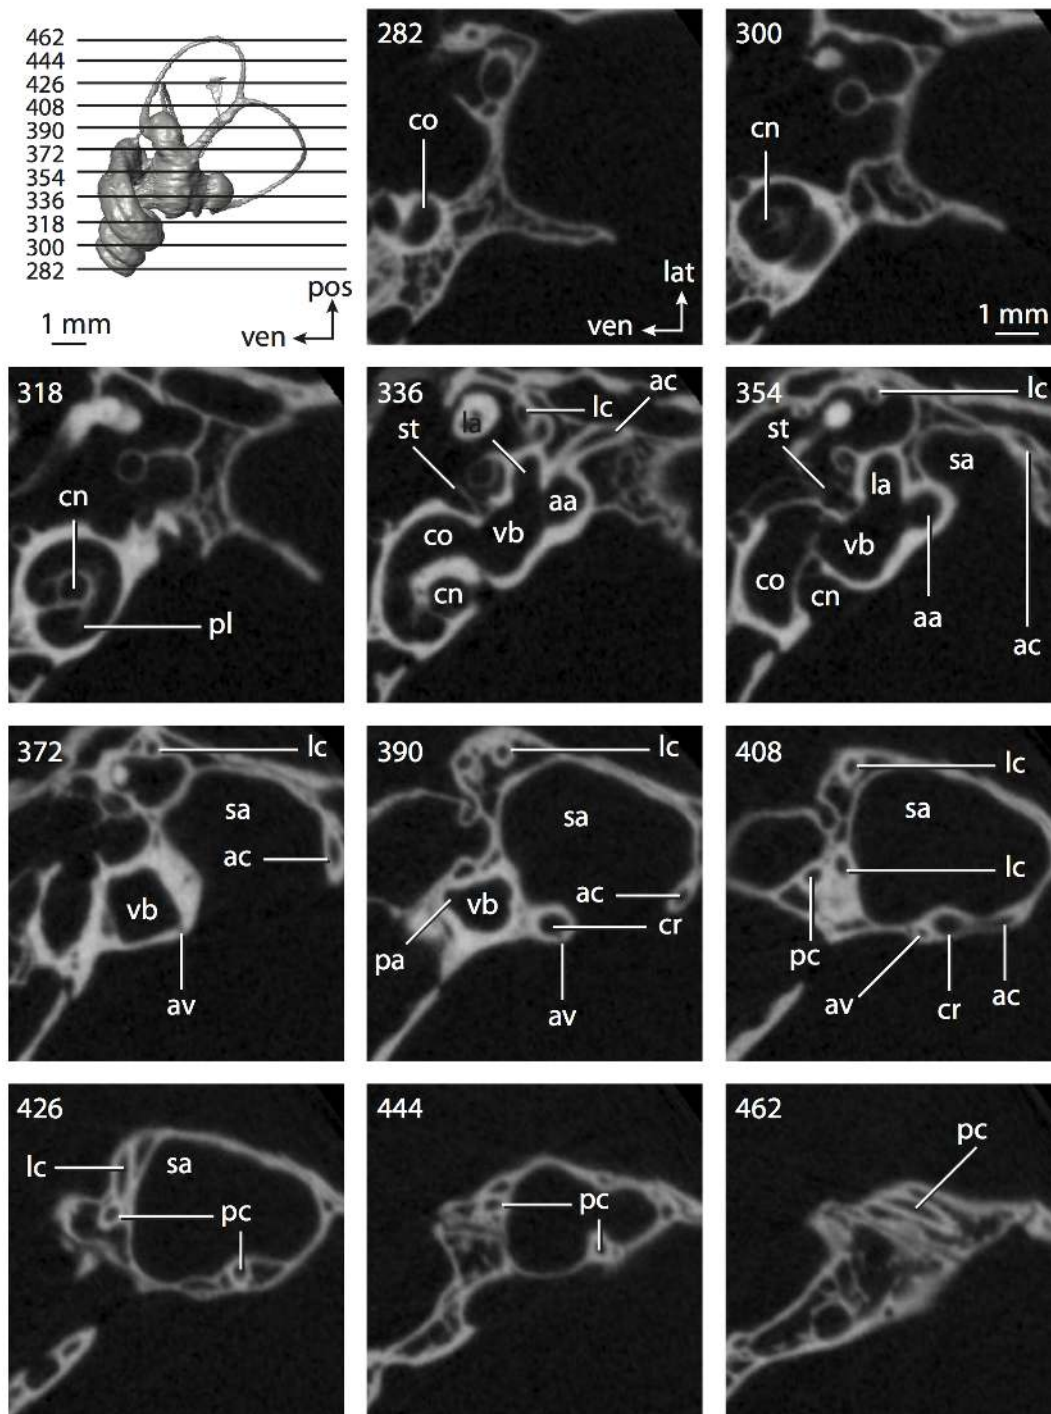 462
444
426
408
390
372
354
336
318
300
282
pos
ven
1 mm
282
co
lat
ven
300
cn
1 mm
318
cn
pl
336
la
lc
ac
st
aa
co
vb
cn
354
lc
st
sa
la
vb
co
cn
aa
ac
372
lc
sa
ac
vb
av
390
lc
sa
ac
vb
cr
pa
av
408
lc
sa
lc
pc
av
cr
ac
426
lc
sa
pc
444
pc
462
pc